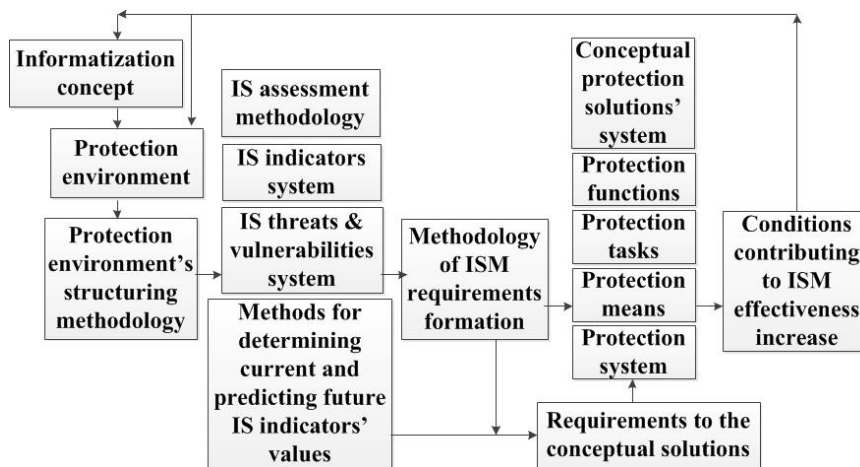 Informatization
concept
Protection
environment
Protection
environment's
structuring
methodology
IS assessment
methodology
IS indicators
system
IS threats &
vulnerabilities
system
Methods for
determining
current and
predicting future
IS indicators'
values
Methodology
of ISM
requirements
formation
Conceptual
protection
solutions'
system
Protection
functions
Protection
tasks
Protection
means
Protection
system
Requirements to the
conceptual solutions
Conditions
contributing
to ISM
effectiveness
increase